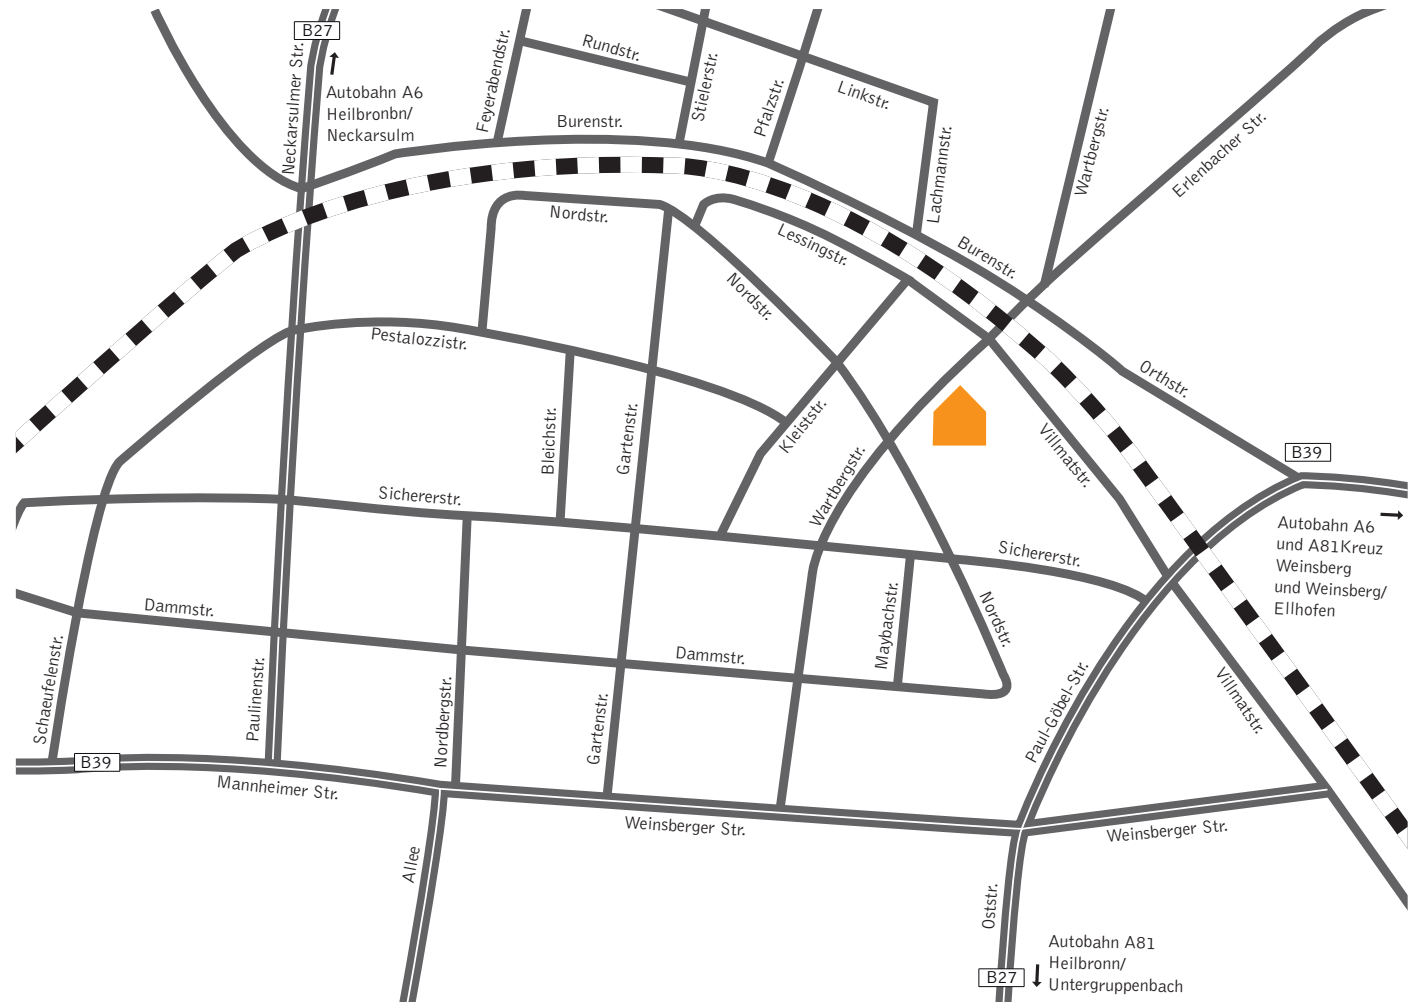 B27
Neckarsulmer Str.
Autobahn A6
Heilbronbn/
Neckarsulm
Feyerabendstr.
Rundstr.
Stielerstr.
Pfalzstr.
Linkstr.
Burenstr.
Lachmannstr.
Wartbergstr.
Erlenbacher Str.
Nordstr.
Lessingstr.
Burenstr.
Nordstr.
Pestalozzistr.
Orthstr.
Bleichstr.
Gartenstr.
Kleiststr.
Wartbergstr.
Villmatstr.
B39
Sichererstr.
Autobahn A6
und A81Kreuz
Weinsberg
und Weinsberg/
Ellhofen
Sichererstr.
Dammstr.
Maybachstr.
Nordstr.
Schaeufelenstr.
Paulinenstr.
Nordbergstr.
Gartenstr.
Dammstr.
Paul-Göbel-Str.
Villmatstr.
B39
Mannheimer Str.
Weinsberger Str.
Weinsberger Str.
Allee
Oststr.
B27
Autobahn A81
Heilbronn/
Untergruppenbach